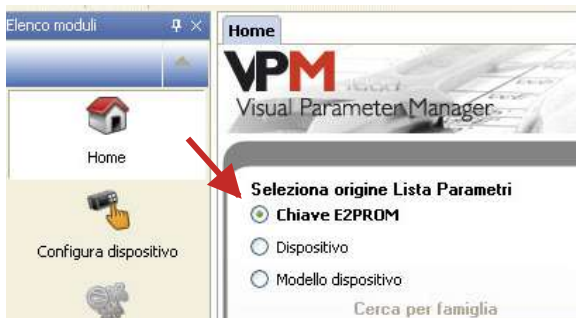 Elenco moduli
Home
Configura dispositivo
Home
VPM
Visual Parameter Manager
Seleziona origine Lista Parametri
Chiave E2PROM
Dispositivo
Modello dispositivo
Cerca per famiglia